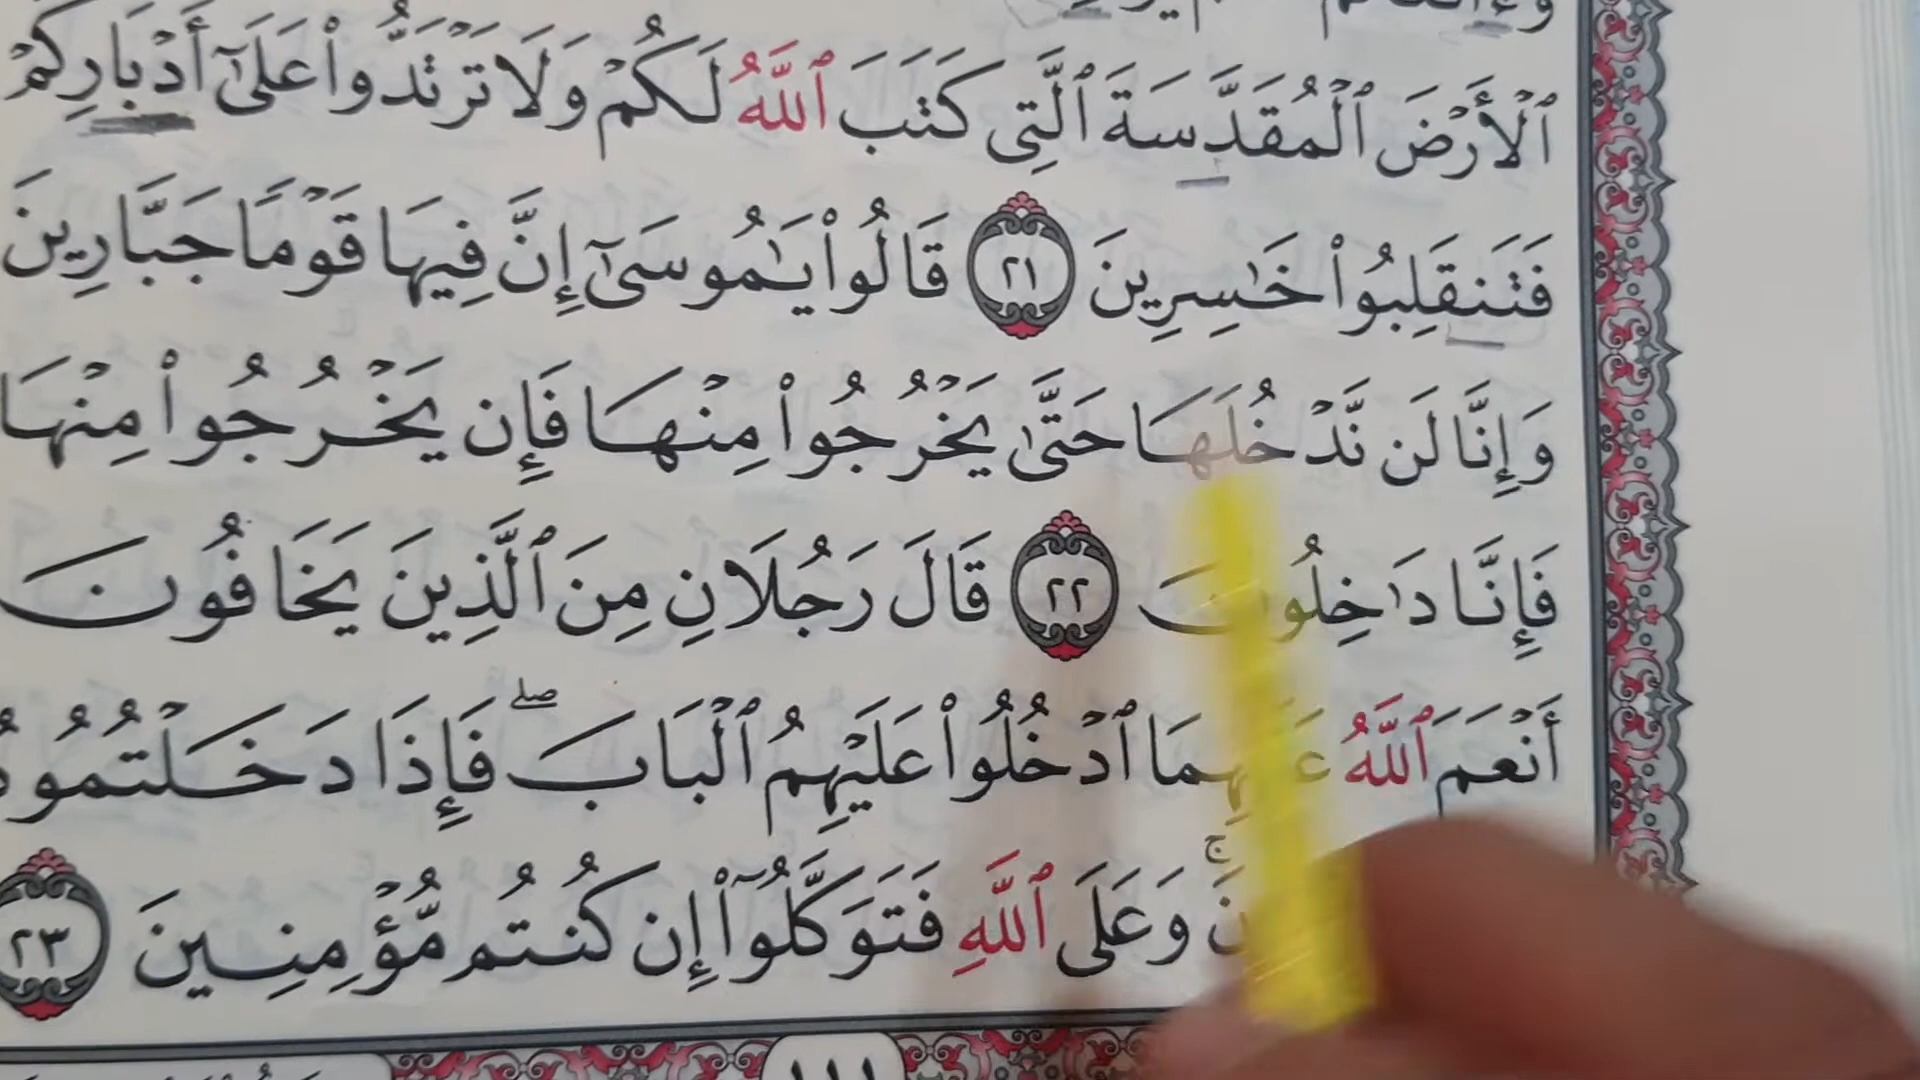 ٱلْأَرْضَ ٱلْمُقَدَّسَةَ ٱلَّتِى كَتَبَ ٱللَّهُ لَكُمْ وَلَا تَرْتَدُّوا۟ عَلَىٰٓ أَدْبَارِكُمْ
فَتَنقَلِبُوا۟ خَـٰسِرِينَ ٢١ قَالُوا۟ يَـٰمُوسَىٰٓ إِنَّ فِيهَا قَوْمًا جَبَّارِينَ
وَإِنَّا لَن نَّدْخُلَهَا حَتَّىٰ يَخْرُجُوا۟ مِنْهَا فَإِن يَخْرُجُوا۟ مِنْهَا
فَإِنَّا دَٰخِلُونَ ٢٢ قَالَ رَجُلَانِ مِنَ ٱلَّذِينَ يَخَافُونَ
أَنْعَمَ ٱللَّهُ عَلَيْهِمَا ٱدْخُلُوا۟ عَلَيْهِمُ ٱلْبَابَ ۖ فَإِذَا دَخَلْتُمُوهُ
وَعَلَى ٱللَّهِ فَتَوَكَّلُوٓا۟ إِن كُنتُم مُّؤْمِنِينَ ٢٣
١١١